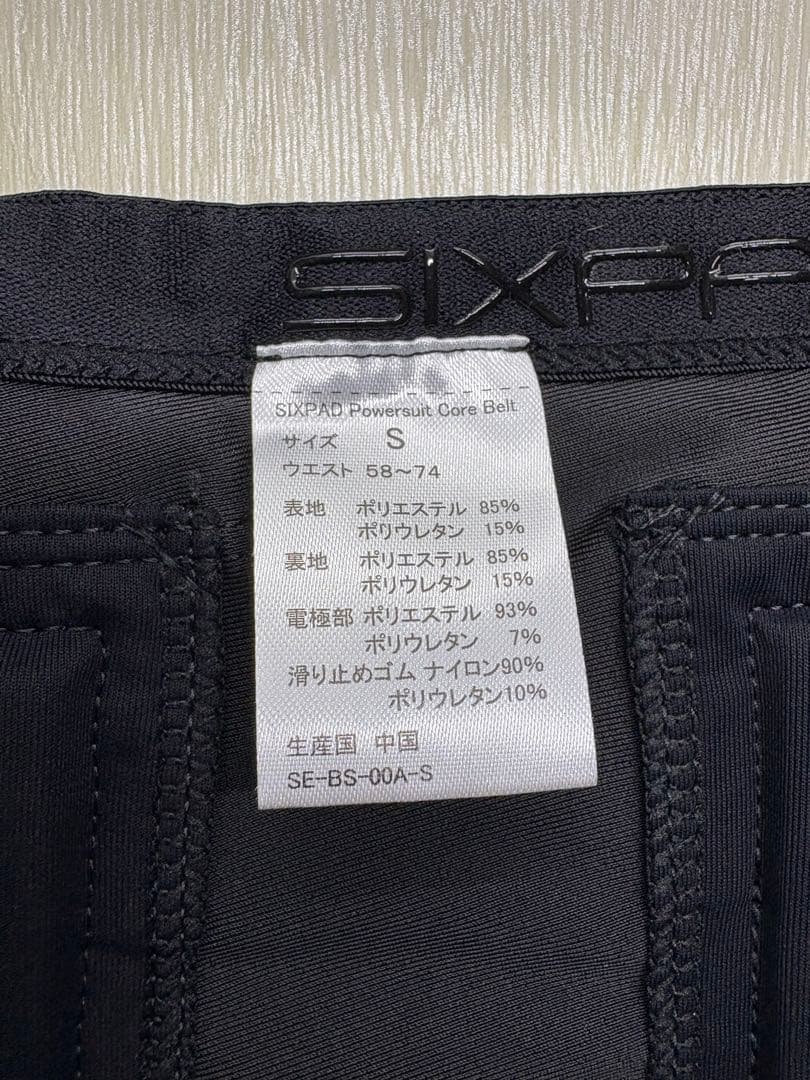 SIXPA
SIXPAD Powersuit Core Belt
サイズ S
ウエスト 58～74
表地 ポリエステル 85%
ポリウレタン 15%
裏地 ポリエステル 85%
ポリウレタン 15%
電極部 ポリエステル 93%
ポリウレタン 7%
滑り止めゴム ナイロン90%
ポリウレタン10%
生産国 中国
SE-BS-00A-S